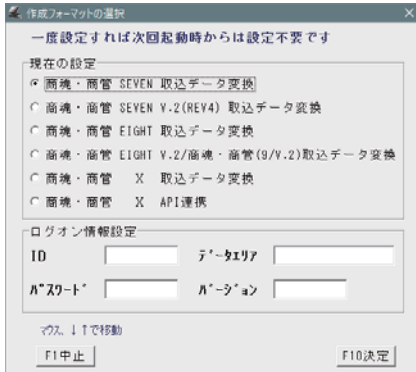 作成フォーマットの選択
一度設定すれば次回起動時からは設定不要です
現在の設定
商魂・商管 SEVEN 取込データ変換
商魂・商管 SEVEN V.2(REV4) 取込データ変換
商魂・商管 EIGHT 取込データ変換
商魂・商管 EIGHT V.2/商魂・商管(9/V.2)取込データ変換
商魂・商管 X 取込データ変換
商魂・商管 X API連携
ログオン情報設定
ID ﾃﾞｰﾀｴﾘｱ
ﾊﾟｽﾜｰﾄﾞ ﾊﾞｰｼﾞｮﾝ
ﾏｳｽ、↓↑で移動
F1中止 F10決定